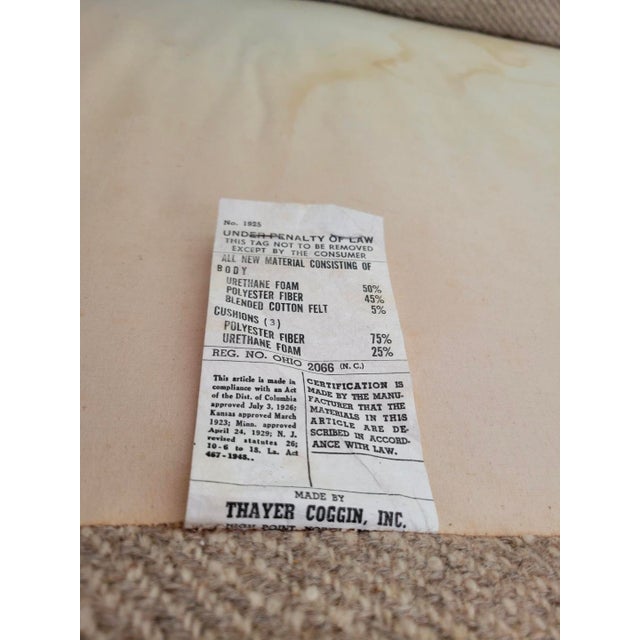 No. 1925
UNDER PENALTY OF LAW
THIS TAG NOT TO BE REMOVED
EXCEPT BY THE CONSUMER
ALL NEW MATERIAL CONSISTING OF
BODY
URETHANE FOAM 50%
POLYESTER FIBER 45%
BLENDED COTTON FELT 5%
CUSHIONS (3)
POLYESTER FIBER 75%
URETHANE FOAM 25%
REG. NO. OHIO 2066 (N.C.)
This article is made in
compliance with an Act
of the Dist. of Columbia
approved July 3, 1926;
Kansas approved March
1923; Minn. approved
April 24, 1929; N. J.
revised statutes 26;
10-6 to 18. La. Act
467-1948..
CERTIFICATION IS
MADE BY THE MANU-
FACTURER THAT THE
MATERIALS IN THIS
ARTICLE ARE DE-
SCRIBED IN ACCORD-
ANCE WITH LAW.
MADE BY
THAYER COGGIN, INC.
HIGH POINT,